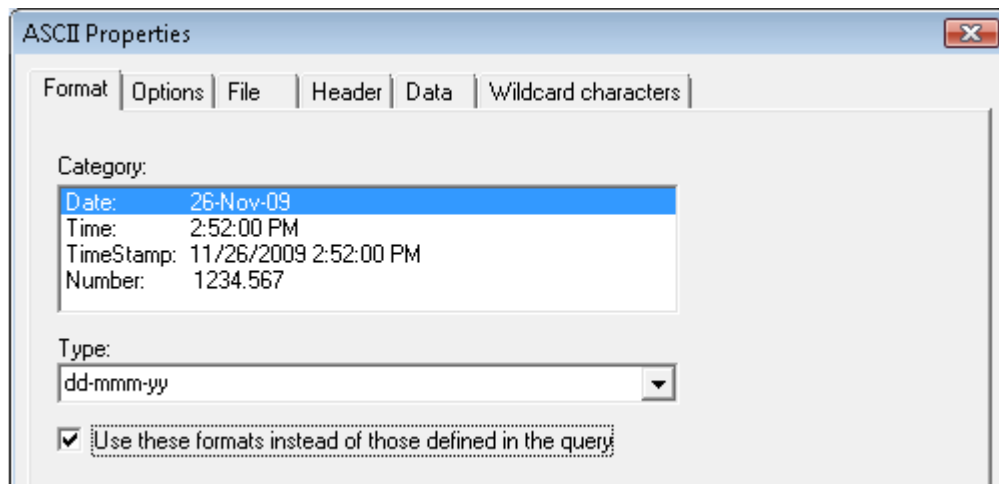 ASCII Properties
Format Options File Header Data Wildcard characters
Category:
Date: 26-Nov-09
Time: 2:52:00 PM
TimeStamp: 11/26/2009 2:52:00 PM
Number: 1234.567
Type:
dd-mmm-yy
Use these formats instead of those defined in the query